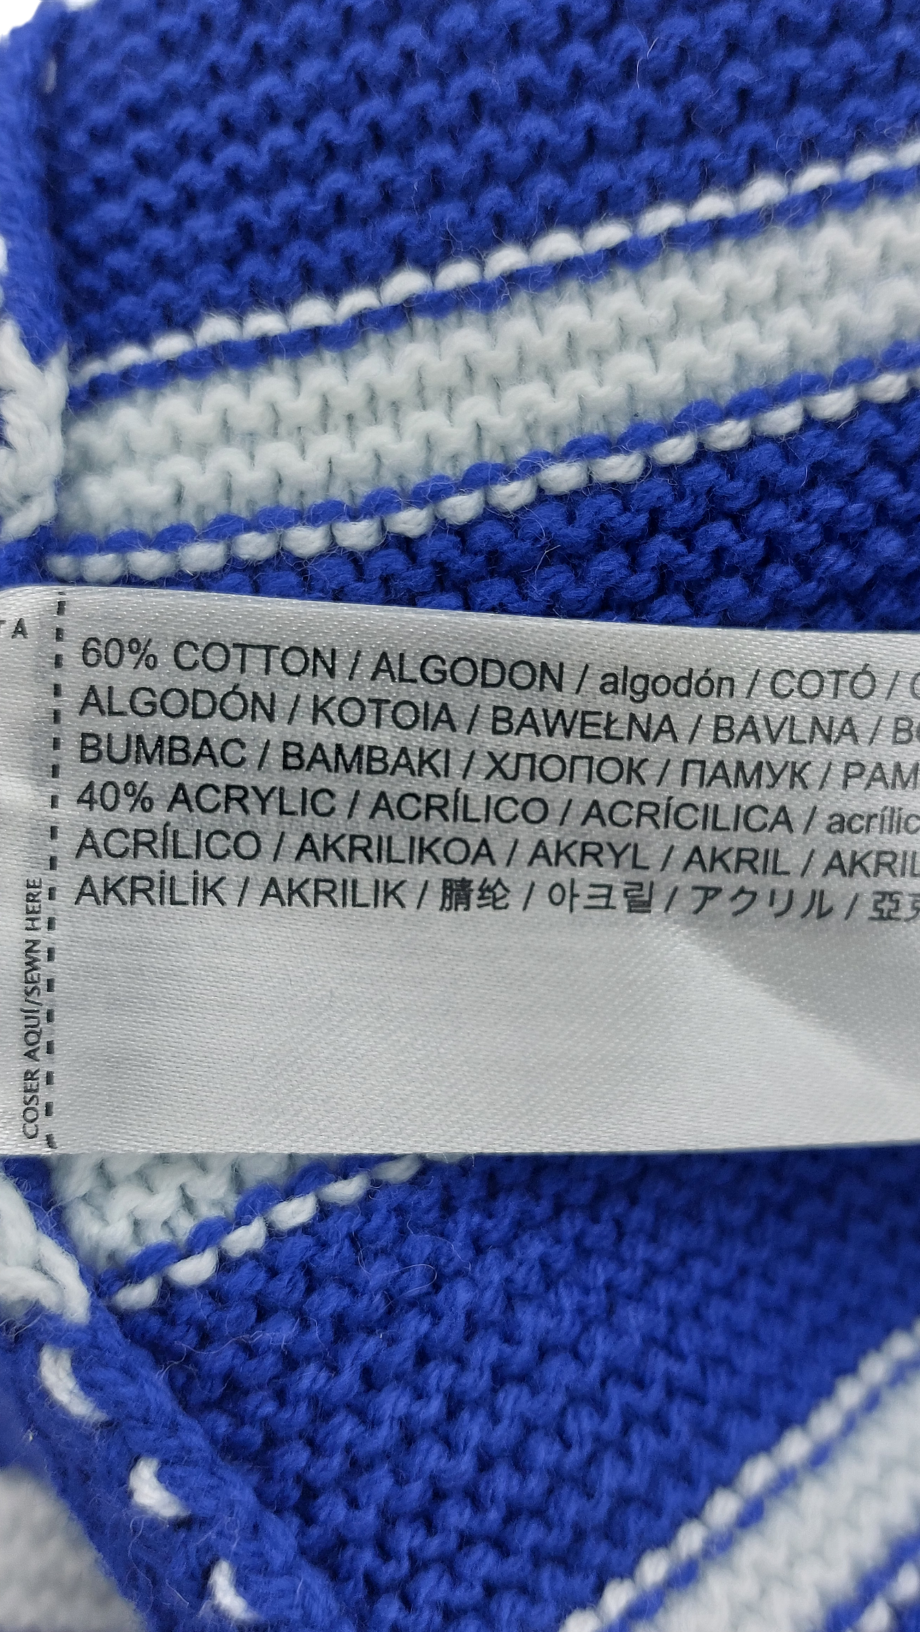 60% COTTON / ALGODON / algodón / COTÓ /
ALGODÓN / KOTOIA / BAWEŁNA / BAVLNA /
BUMBAC / BAMBAKI / ХЛОПОК / ПАМУК /
40% ACRYLIC / ACRÍLICO / ACRÍCILICA /
ACRÍLICO / AKRILIKOA / AKRYL / AKRIL /
AKRİLİK / AKRILIK / 腈纶 / 아크릴 / アクリル /
COSER AQUÍ/SEWN HERE